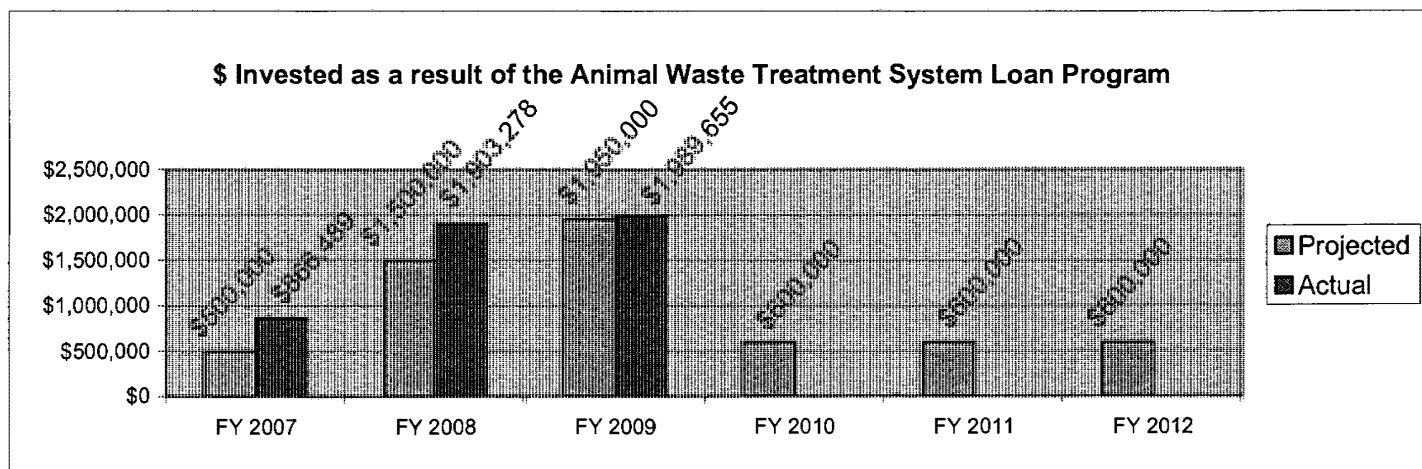 $ Invested as a result of the Animal Waste Treatment System Loan Program
$500,000
$866,489
$1,500,000
$1,903,278
$1,950,000
$1,989,655
$600,000
$600,000
$600,000
$2,500,000
$2,000,000
$1,500,000
$1,000,000
$500,000
$0
FY 2007
FY 2008
FY 2009
FY 2010
FY 2011
FY 2012
Projected
Actual